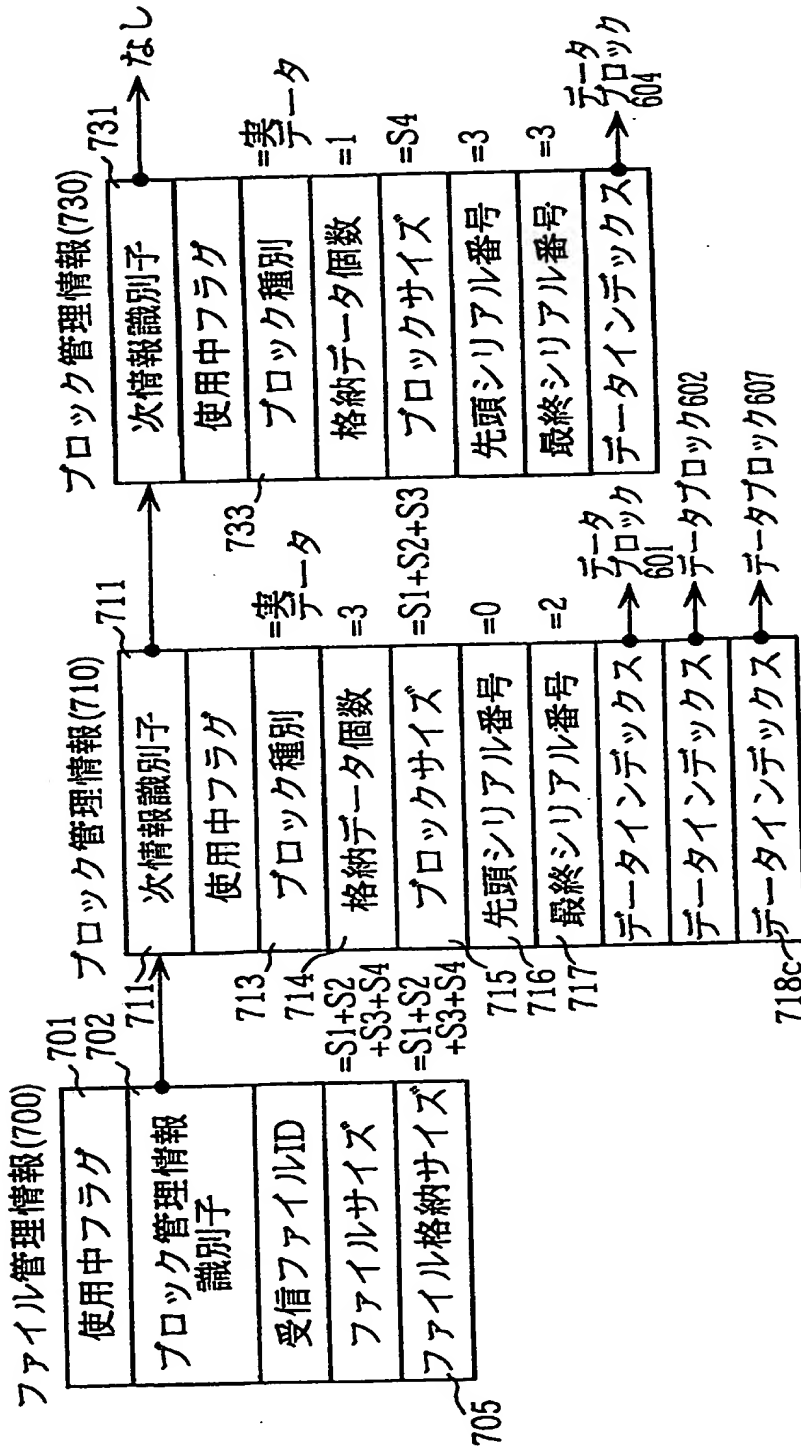 ファイル管理情報(700)
701
702
使用中フラグ
ブロック管理情報
識別子
受信ファイルID
ファイルサイズ
=S1+S2
+S3+S4
ファイル格納サイズ
=S1+S2
+S3+S4
705
ブロック管理情報(710)
711
711
次情報識別子
使用中フラグ
713
ブロック種別
=実
データ
714
格納データ個数
=3
715
ブロックサイズ
=S1+S2+S3
716
先頭シリアル番号
=0
717
最終シリアル番号
=2
データインデックス
データ
ブロック
601
データインデックス
データブロック602
データインデックス
データブロック607
718c
ブロック管理情報(730)
731
次情報識別子
なし
使用中フラグ
733
ブロック種別
=実
データ
格納データ個数
=1
ブロックサイズ
=S4
先頭シリアル番号
=3
最終シリアル番号
=3
データインデックス
データ
ブロック
604